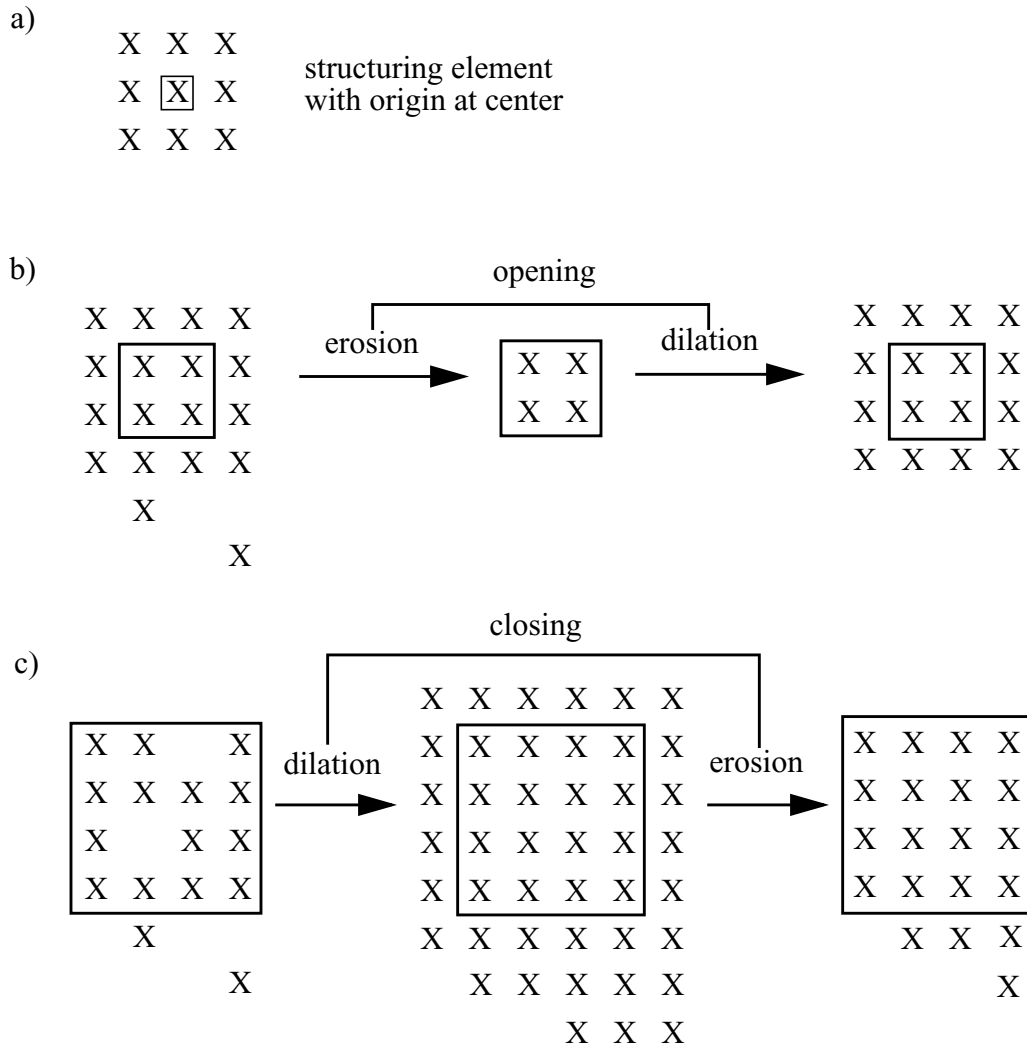 a)
X X X
X X X structuring element
X X X with origin at center
b)
opening
erosion dilation
X X X X X X X X
X X X X X X X X X X
X X X X X X X X X X
X X X X X X X X
X
X
c)
closing
dilation erosion
X X X X X X
X X X X X X X X X X X X X
X X X X X X X X X X X X X X
X X X X X X X X X X X X X
X X X X X X X X X X X X X X
X X X X X X X X X X
X X X X X X X
X X X